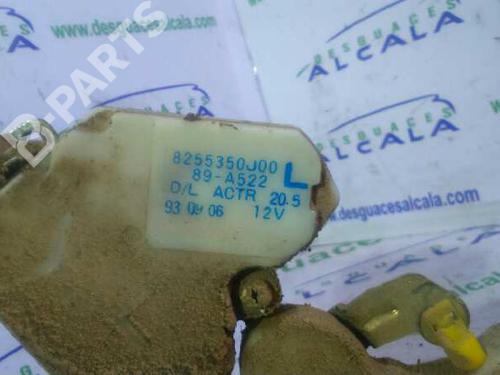 www.desguacesalcala.com
DESGUACES
ALCALA
B-PARTS
DESGUACES
8255350J00 L
89-A522
D/L ACTR 20.5
93 09 06 12V
www.desguacesalcala.com
ALCALA